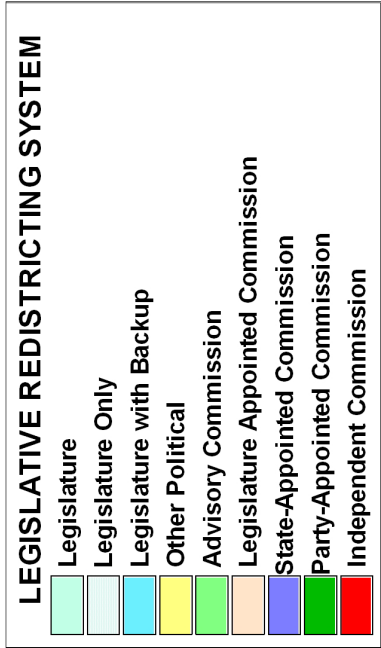 LEGISLATIVE REDISTRICTING SYSTEM
Legislature
Legislature Only
Legislature with Backup
Other Political
Advisory Commission
Legislature Appointed Commission
State-Appointed Commission
Party-Appointed Commission
Independent Commission